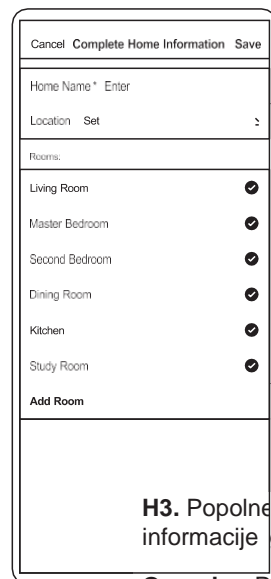 Cancel Complete Home Information Save
Home Name* Enter
Location Set
Rooms:
Living Room
Master Bedroom
Second Bedroom
Dining Room
Kitchen
Study Room
Add Room
H3. Popolne
informacije